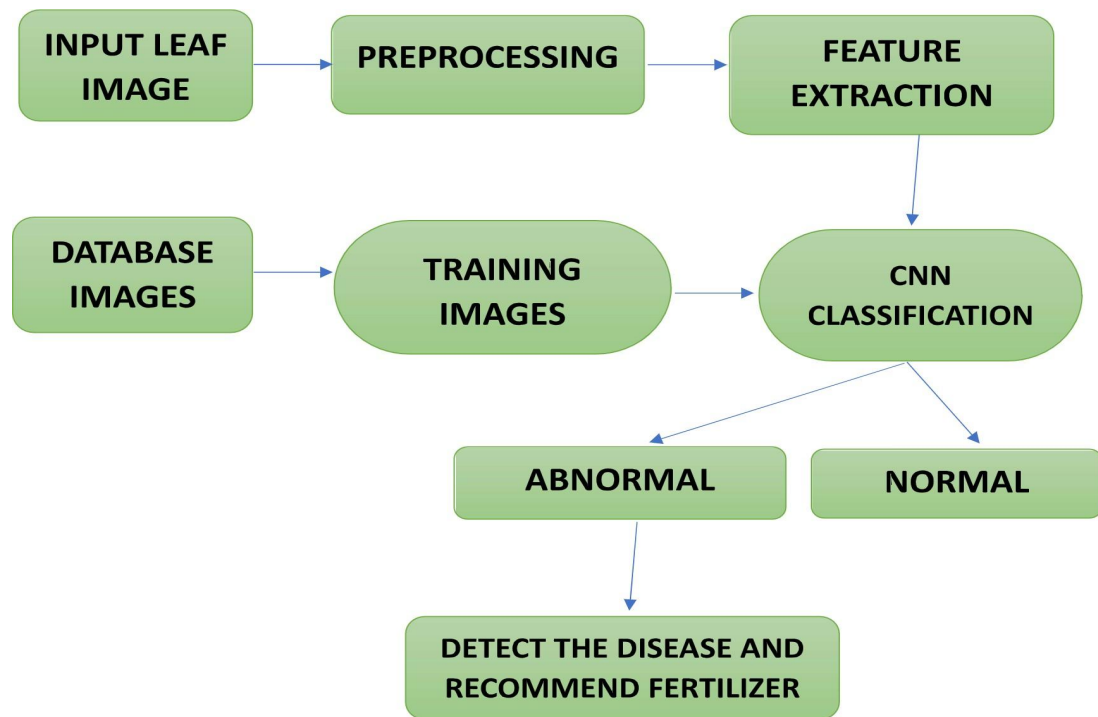 INPUT LEAF
IMAGE
PREPROCESSING
FEATURE
EXTRACTION
DATABASE
IMAGES
TRAINING
IMAGES
CNN
CLASSIFICATION
ABNORMAL
NORMAL
DETECT THE DISEASE AND
RECOMMEND FERTILIZER